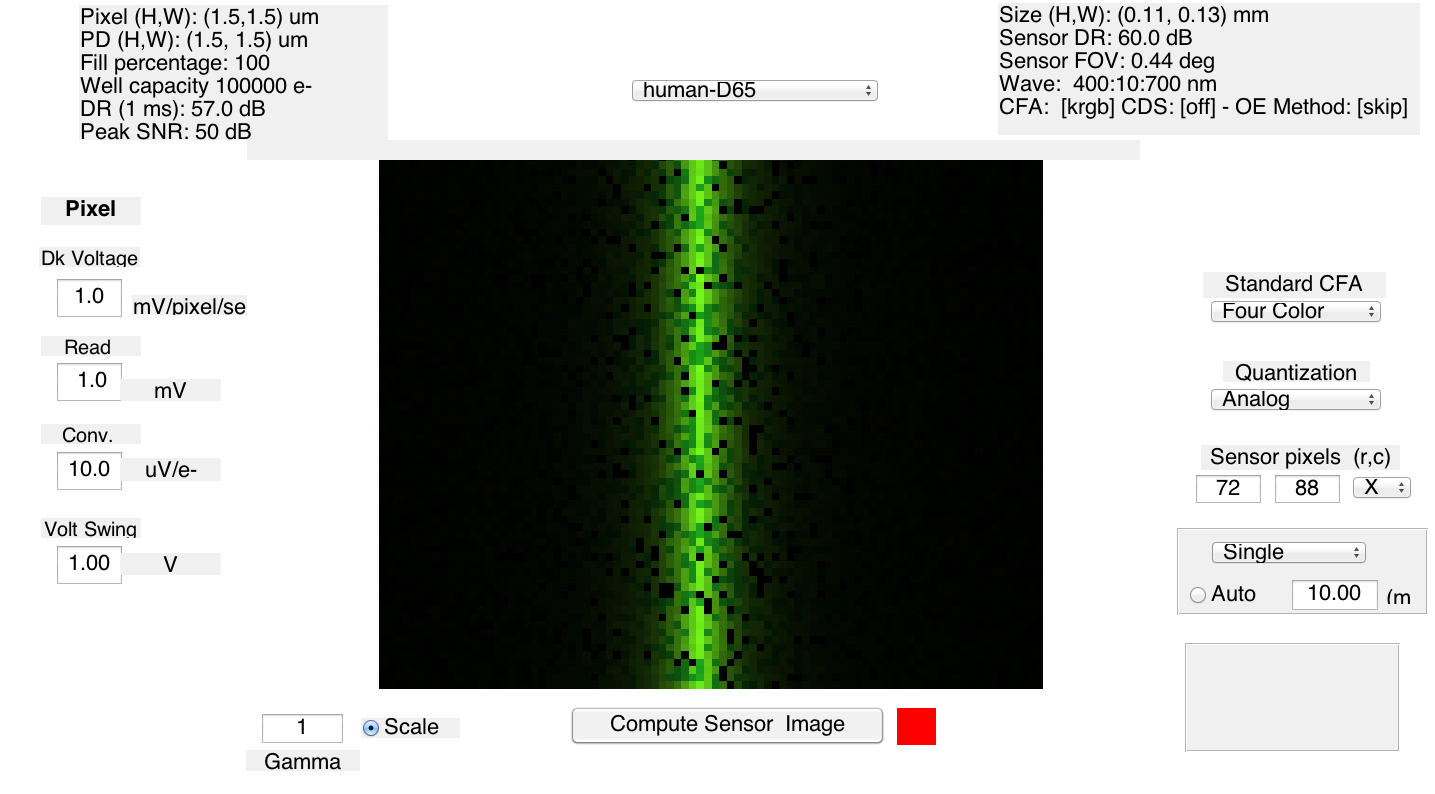 Pixel (H,W): (1.5,1.5) um
PD (H,W): (1.5, 1.5) um
Fill percentage: 100
Well capacity 100000 e-
DR (1 ms): 57.0 dB
Peak SNR: 50 dB
human-D65
Size (H,W): (0.11, 0.13) mm
Sensor DR: 60.0 dB
Sensor FOV: 0.44 deg
Wave: 400:10:700 nm
CFA: [krgb] CDS: [off] - OE Method: [skip]
Pixel
Dk Voltage
1.0 mV/pixel/se
Read
1.0 mV
Conv.
10.0 uV/e-
Volt Swing
1.00 V
Standard CFA
Four Color
Quantization
Analog
Sensor pixels (r,c)
72 88 X
Single
Auto 10.00 (m
1 Scale
Gamma
Compute Sensor Image